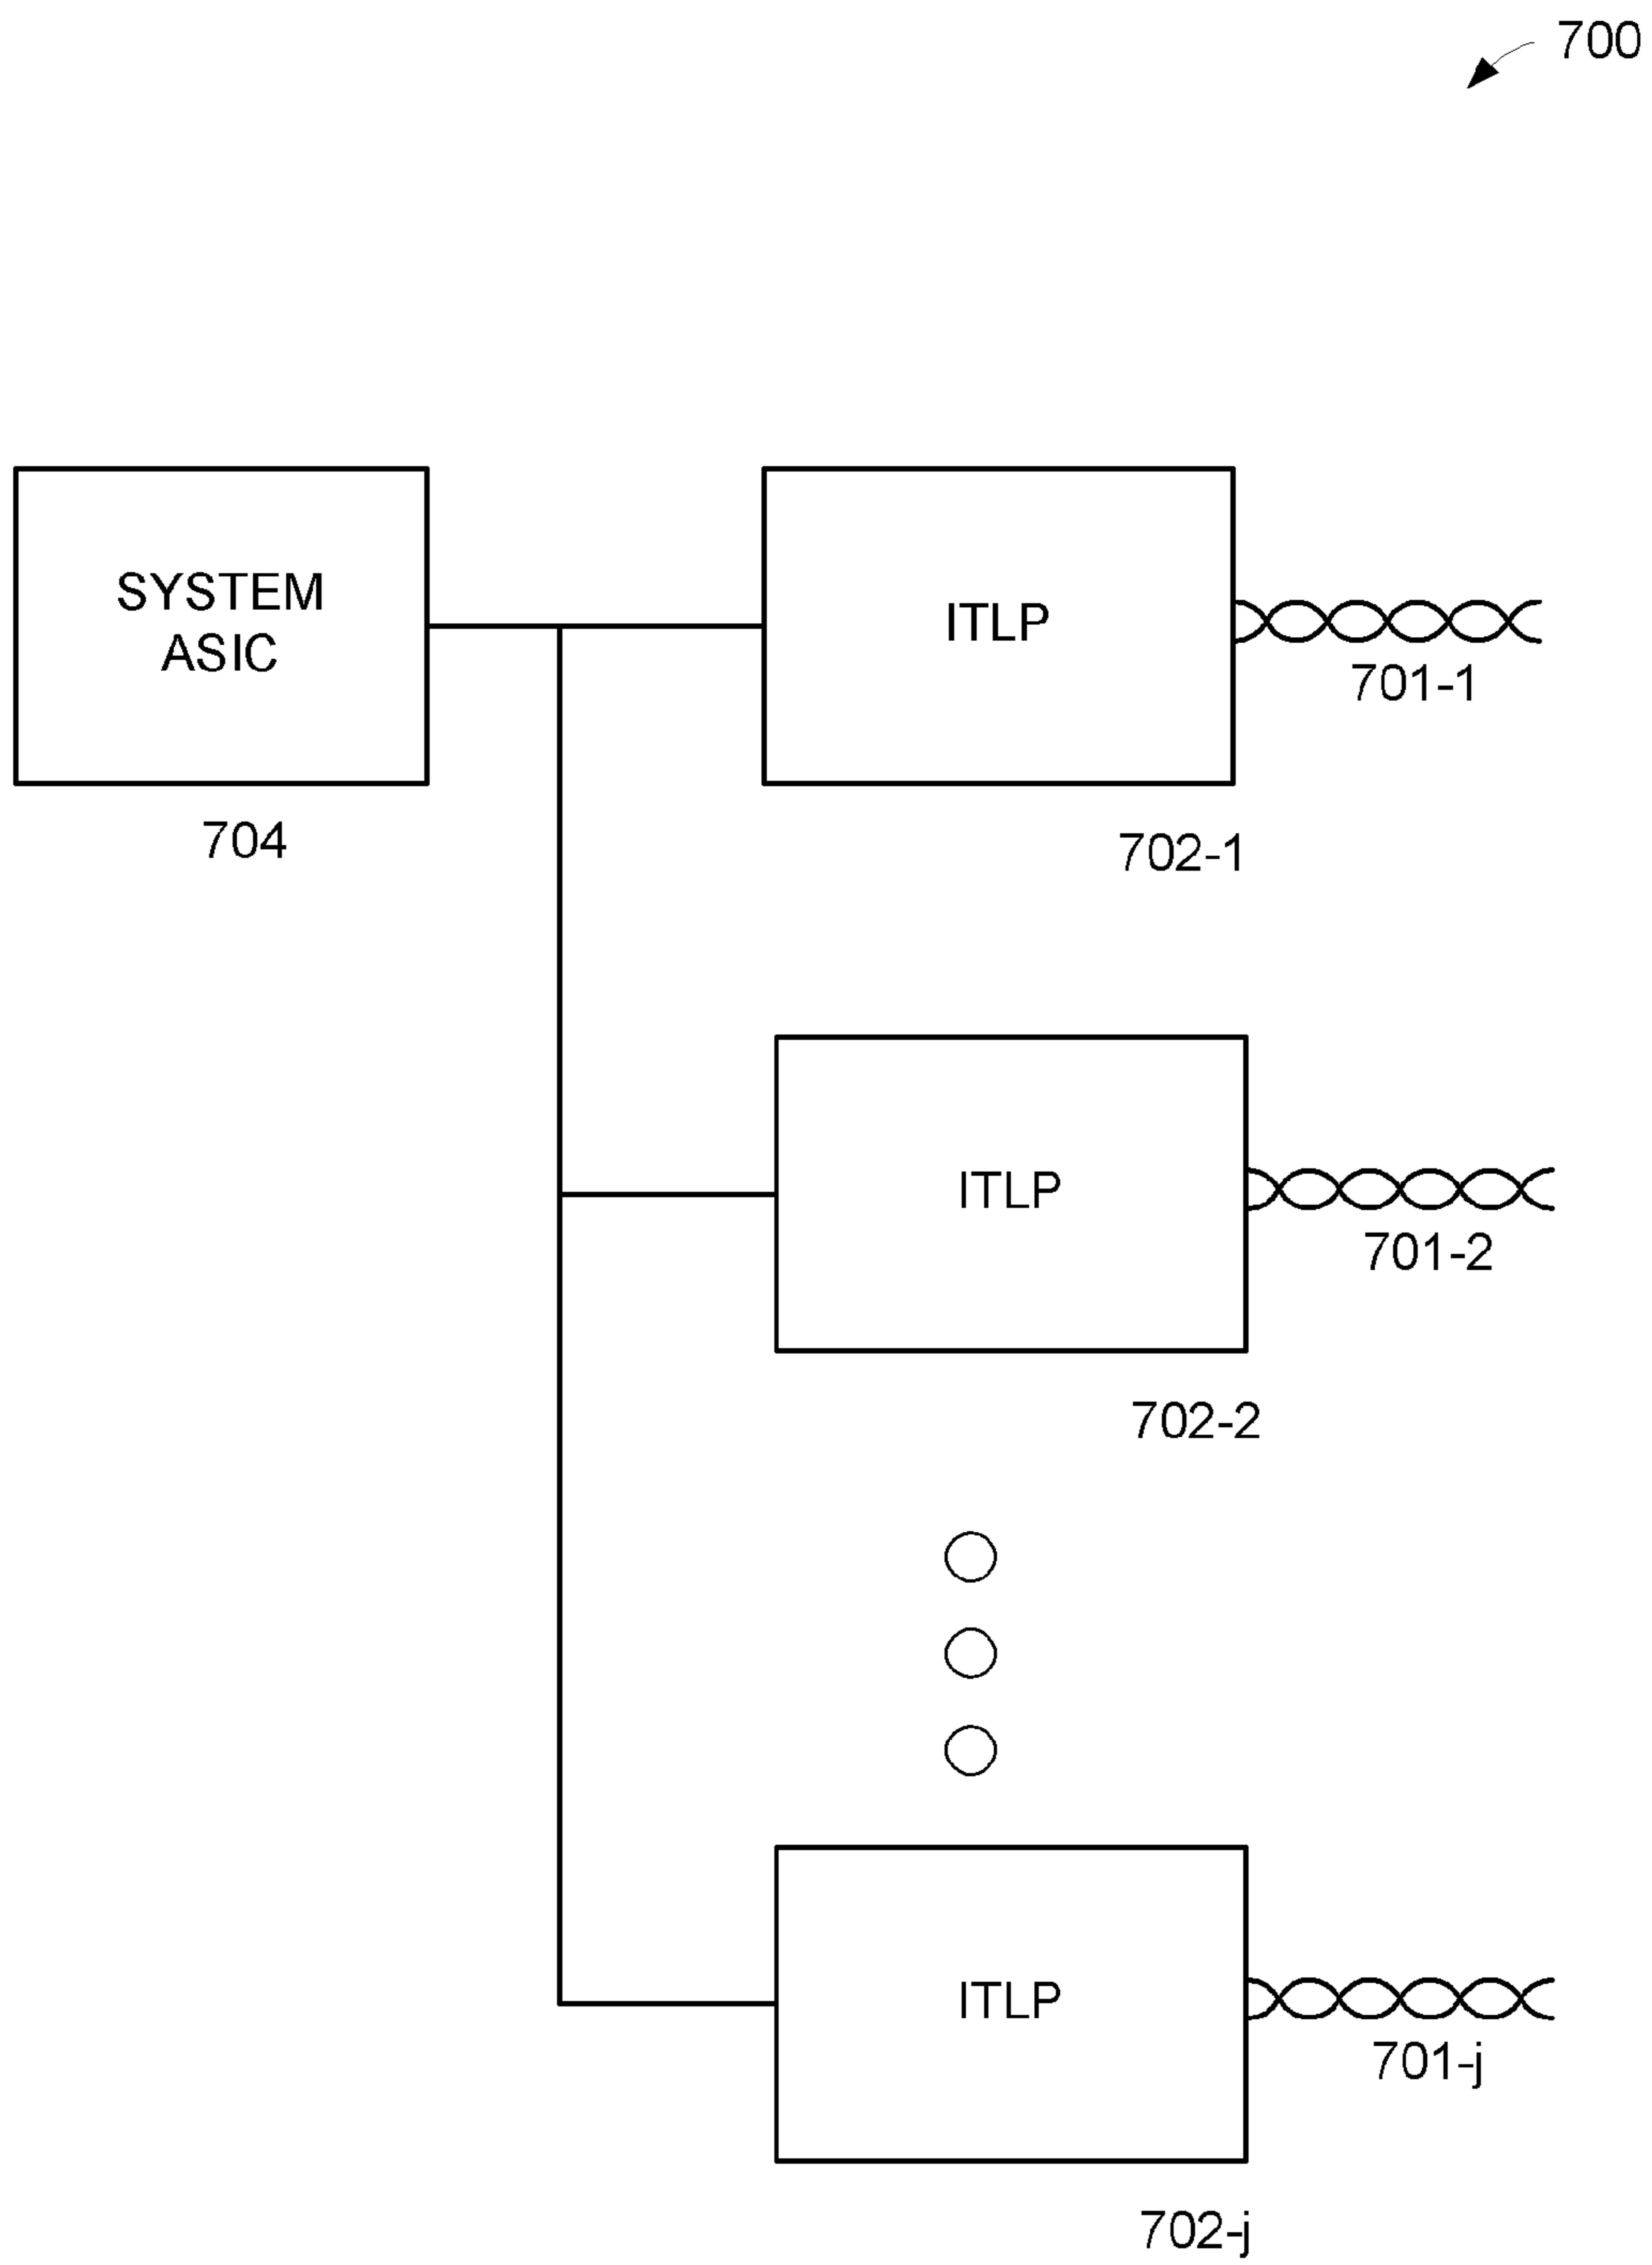 700
SYSTEM
ASIC
704
ITLP
701-1
702-1
ITLP
701-2
702-2
ITLP
701-j
702-j